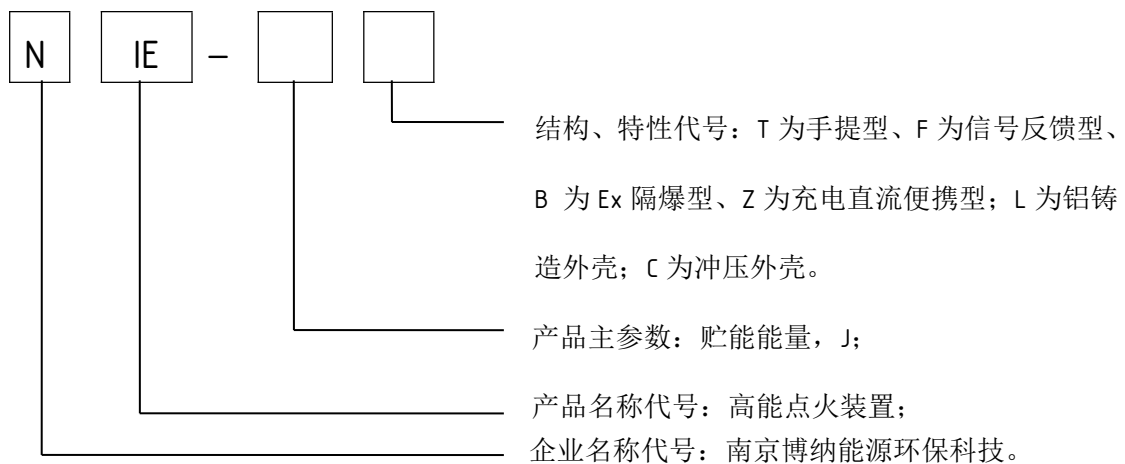 N IE –
结构、特性代号：T 为手提型、F 为信号反馈型、
B 为 Ex 隔爆型、Z 为充电直流便携型；L 为铝铸
造外壳；C 为冲压外壳。
产品主参数：贮能能量，J；
产品名称代号：高能点火装置；
企业名称代号：南京博纳能源环保科技。